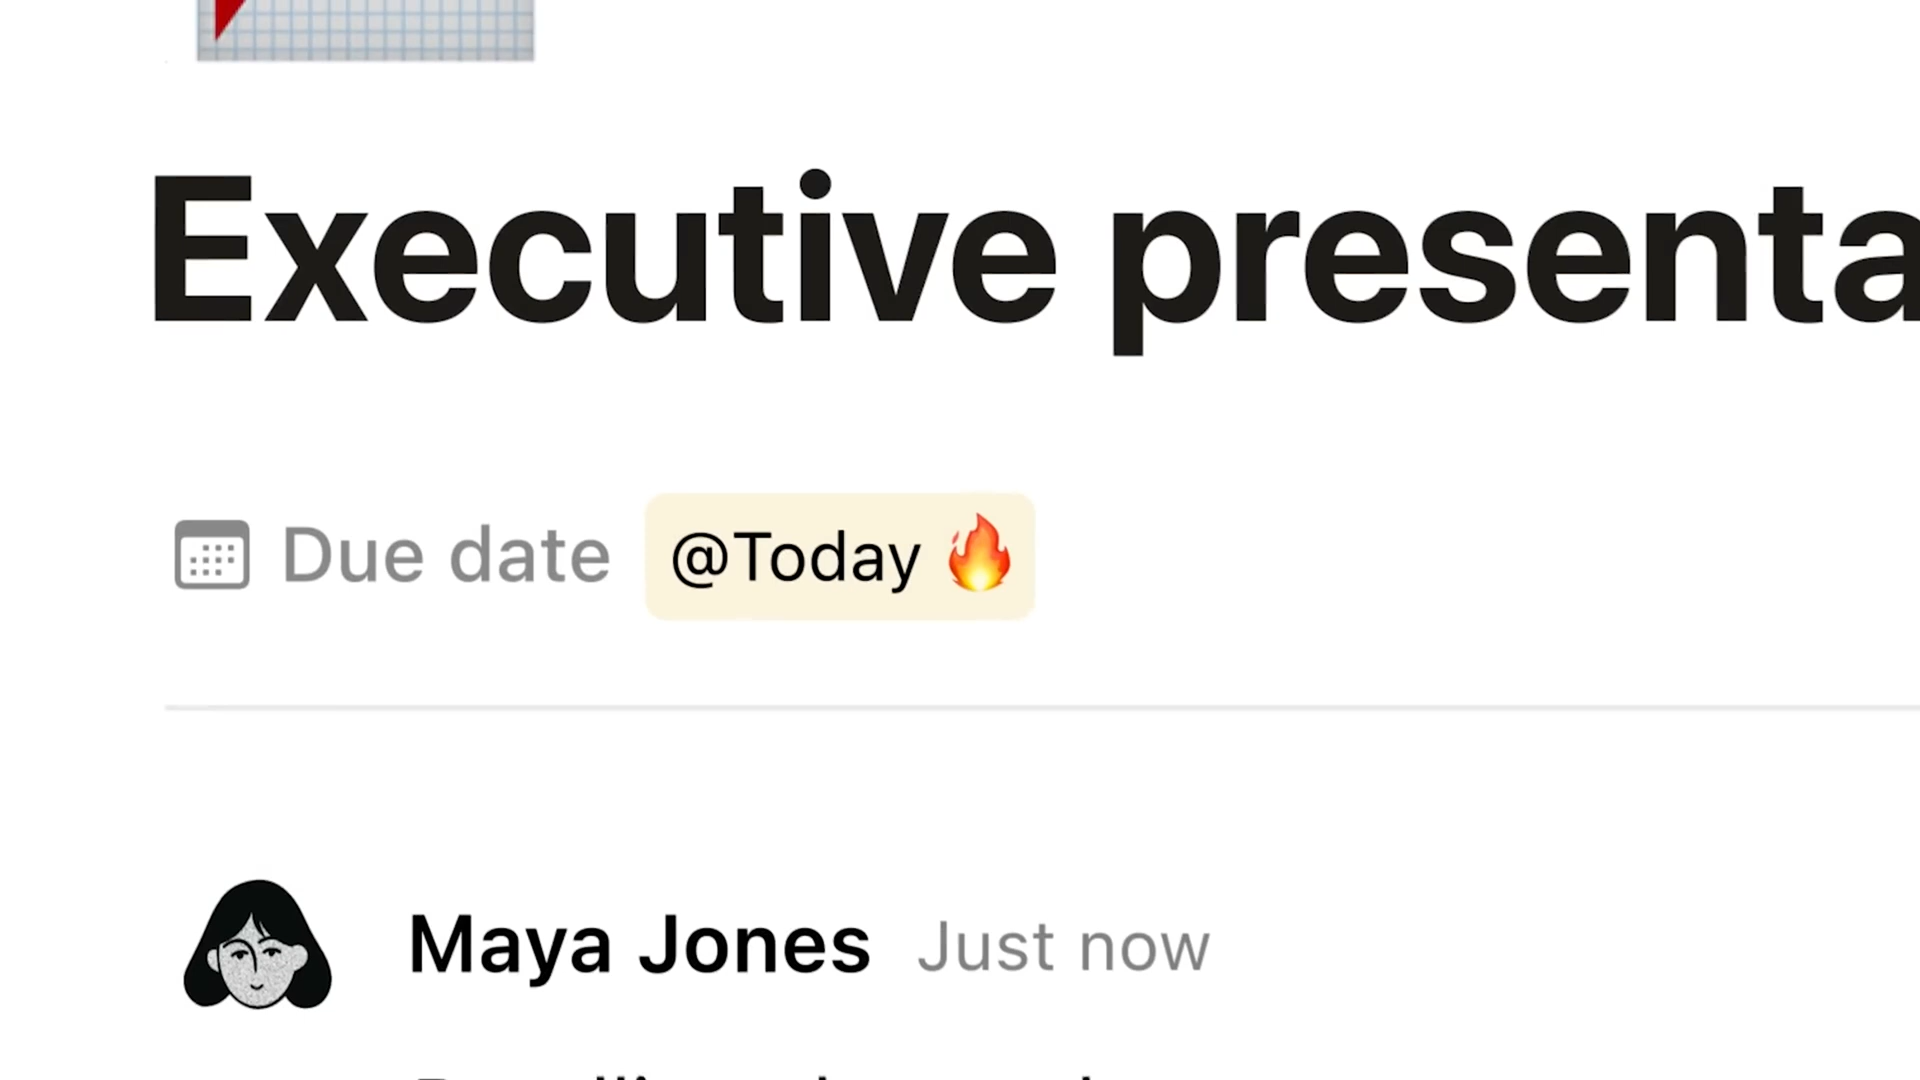 Executive presenta
Due date @Today 🔥
Maya Jones Just now